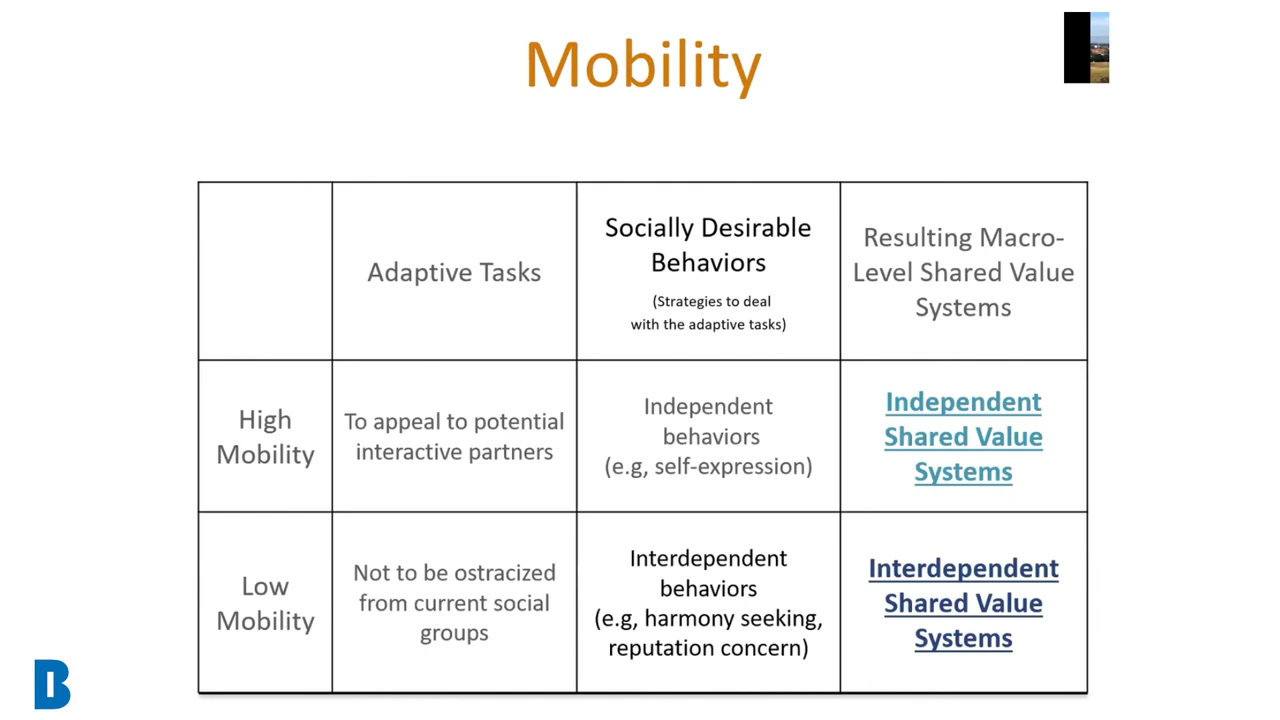 Mobility
Adaptive Tasks
Socially Desirable
Behaviors
(Strategies to deal
with the adaptive tasks)
Resulting Macro-
Level Shared Value
Systems
High
Mobility
To appeal to potential
interactive partners
Independent
behaviors
(e.g, self-expression)
Independent
Shared Value
Systems
Low
Mobility
Not to be ostracized
from current social
groups
Interdependent
behaviors
(e.g, harmony seeking,
reputation concern)
Interdependent
Shared Value
Systems
B